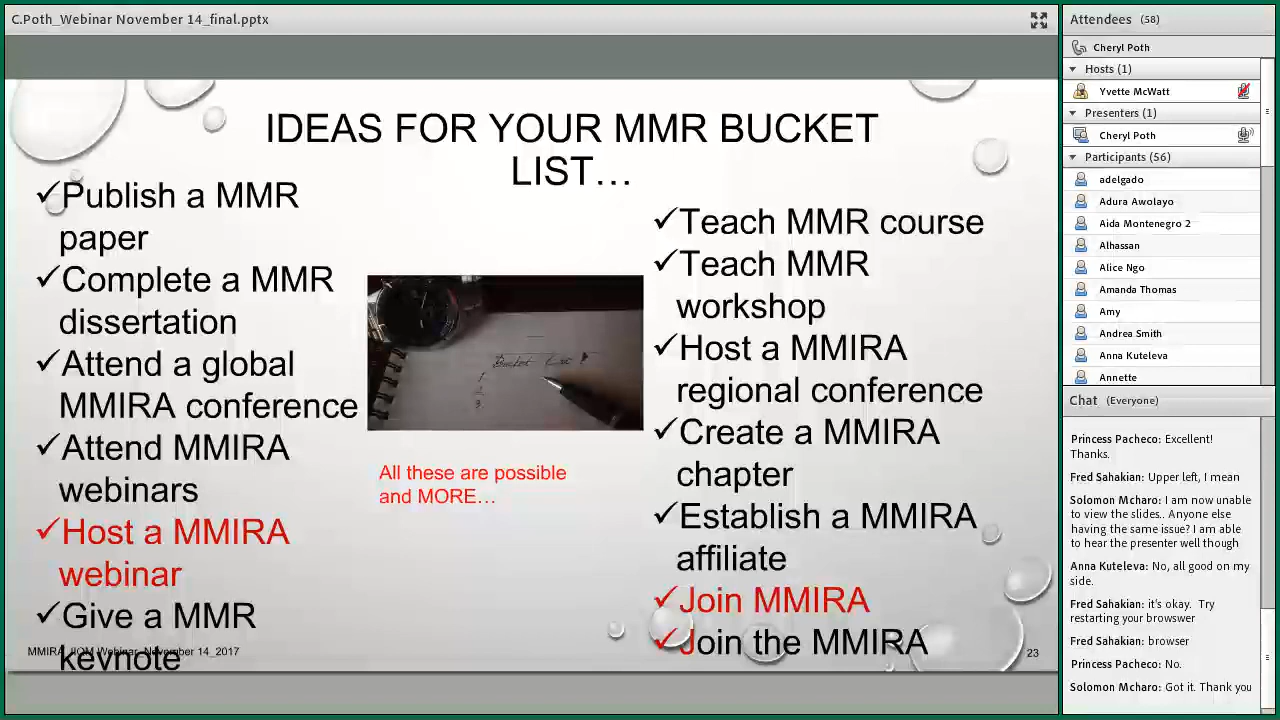 C.Poth_Webinar November 14_final.pptx
IDEAS FOR YOUR MMR BUCKET
LIST…
Publish a MMR
paper
Complete a MMR
dissertation
Attend a global
MMIRA conference
Attend MMIRA
webinars
Host a MMIRA
webinar
Give a MMR
keynote
Bucket List
1
2
3
All these are possible
and MORE…
Teach MMR course
Teach MMR
workshop
Host a MMIRA
regional conference
Create a MMIRA
chapter
Establish a MMIRA
affiliate
Join MMIRA
Join the MMIRA
MMIRA_IIQM Webinar_November 14_2017
23
Attendees (58)
Cheryl Poth
Hosts (1)
Yvette McWatt
Presenters (1)
Cheryl Poth
Participants (56)
adelgado
Adura Awolayo
Aida Montenegro 2
Alhassan
Alice Ngo
Amanda Thomas
Amy
Andrea Smith
Anna Kuteleva
Annette
Chat (Everyone)
Princess Pacheco: Excellent!
Thanks.
Fred Sahakian: Upper left, I mean
Solomon Mcharo: I am now unable
to view the slides.. Anyone else
having the same issue? I am able
to hear the presenter well though
Anna Kuteleva: No, all good on my
side.
Fred Sahakian: it's okay. Try
restarting your browswer
Fred Sahakian: browser
Princess Pacheco: No.
Solomon Mcharo: Got it. Thank you